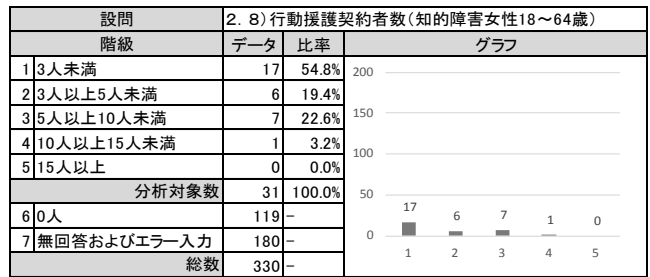 設問 2.8)行動援護契約者数(知的障害女性18～64歳)
階級 データ 比率 グラフ
1 3人未満 17 54.8%
2 3人以上5人未満 6 19.4%
3 5人以上10人未満 7 22.6%
4 10人以上15人未満 1 3.2%
5 15人以上 0 0.0%
分析対象数 31 100.0%
6 0人 119 -
7 無回答およびエラー入力 180 -
総数 330 -
200
150
100
50
0
17 6 7 1 0
1 2 3 4 5